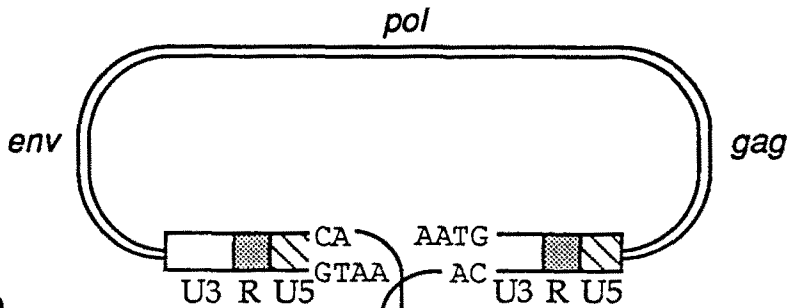 pol
env gag
CA AATG
GTAA AC
U3 R U5 U3 R U5